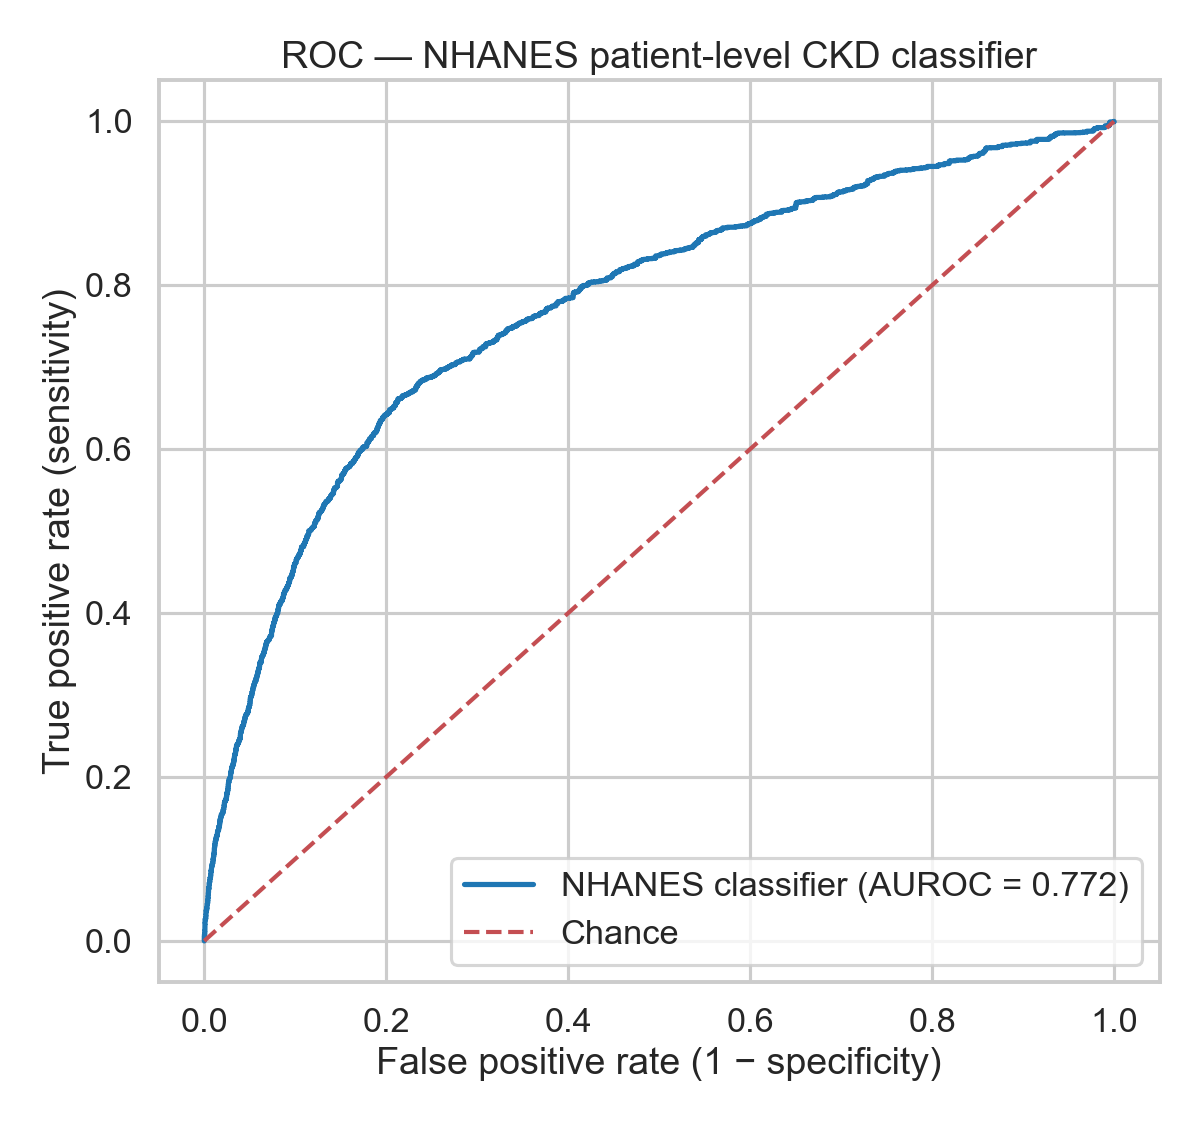 ROC — NHANES patient-level CKD classifier
True positive rate (sensitivity)
1.0
0.8
0.6
0.4
0.2
0.0
NHANES classifier (AUROC = 0.772)
Chance
0.0 0.2 0.4 0.6 0.8 1.0
False positive rate (1 − specificity)